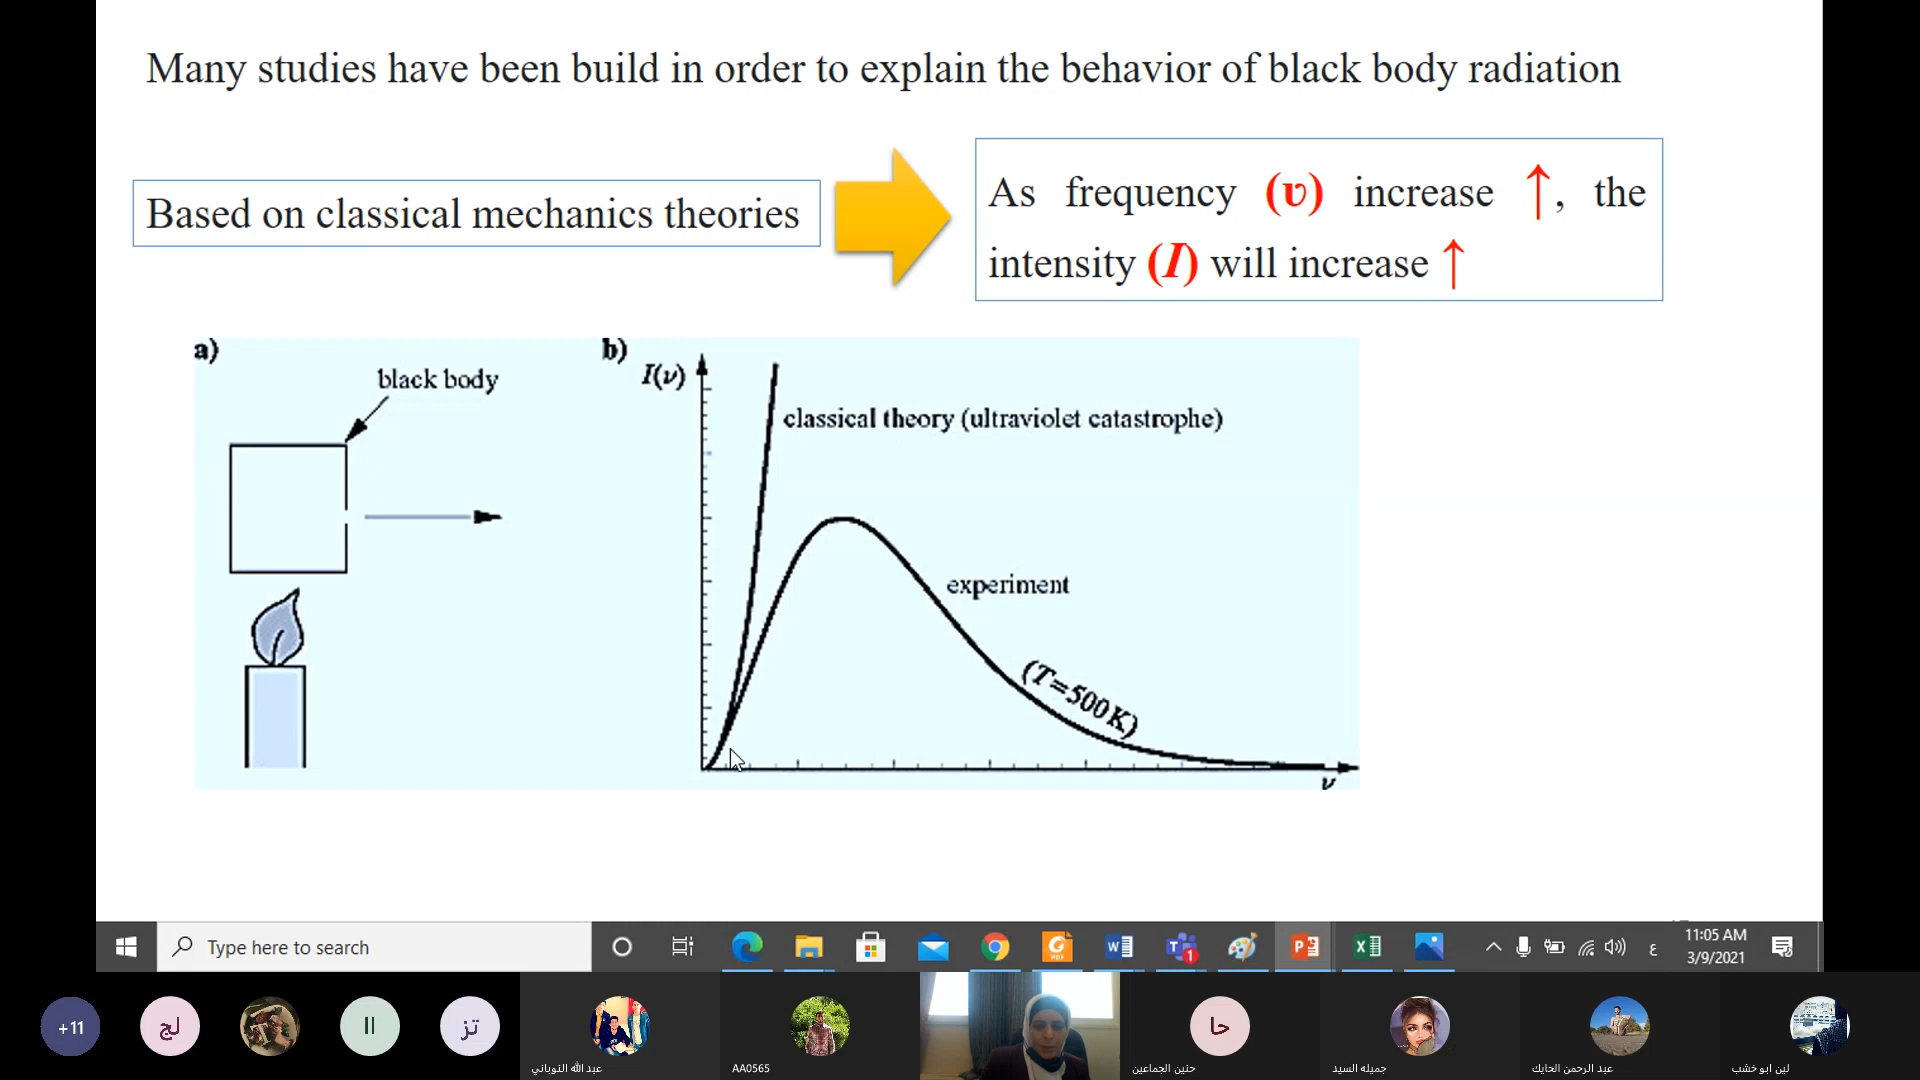 Many studies have been build in order to explain the behavior of black body radiation
Based on classical mechanics theories
As frequency (υ) increase ↑, the
intensity (I) will increase ↑
a)
black body
b)
I(ν)
classical theory (ultraviolet catastrophe)
experiment
(T=500K)
ν
Type here to search
1
ع
11:05 AM
3/9/2021
+11
لج
اا
تز
عبد الله النوباني
AA0565
حا
حنين الجماعين
جميله السيد
عبد الرحمن الحايك
لين ابو خشب